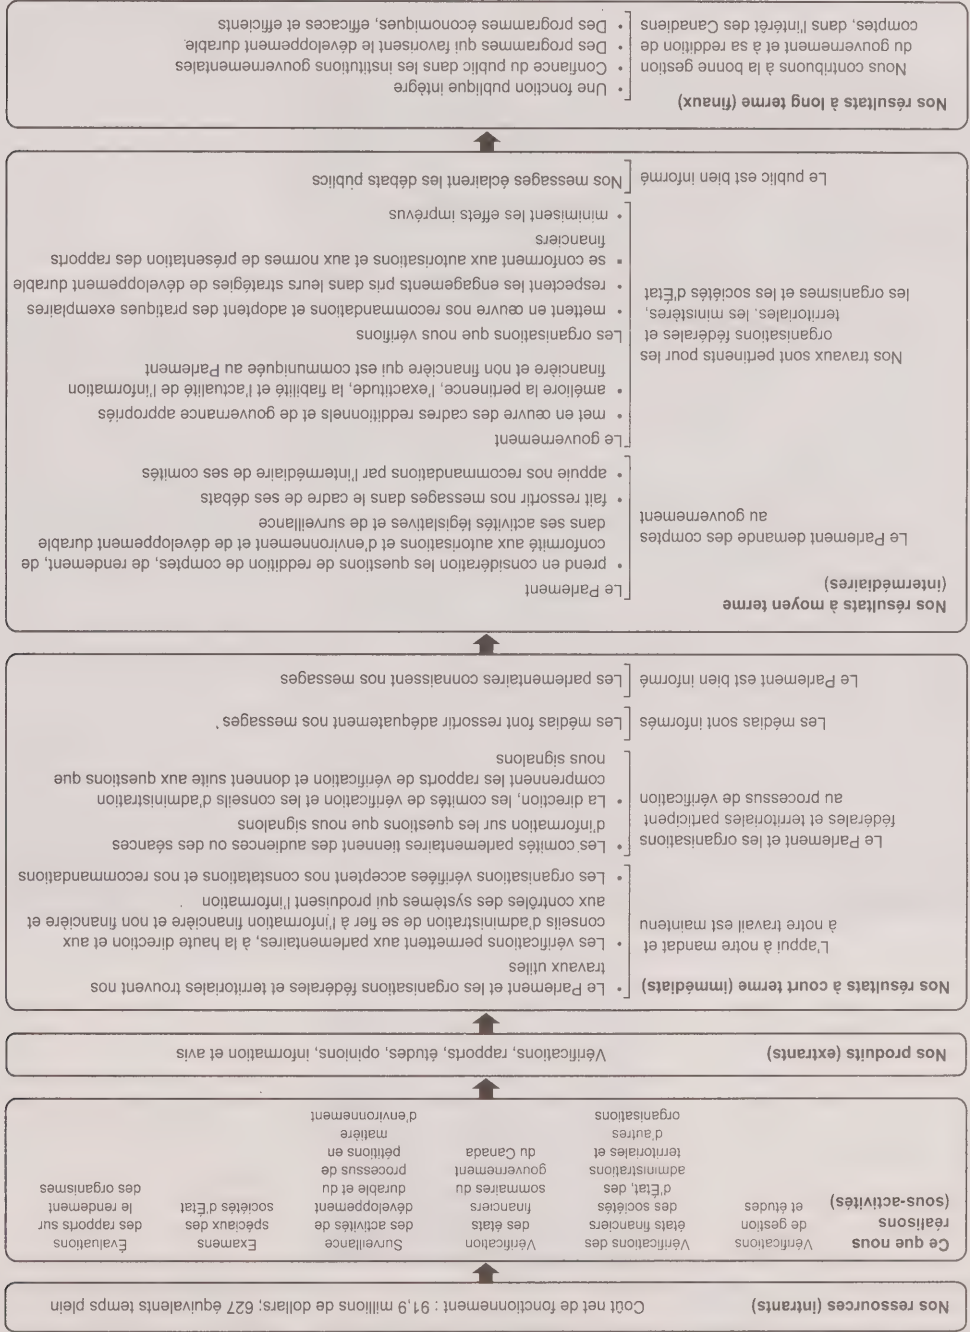 Nos ressources (intrants)
Coût net de fonctionnement : 91,9 millions de dollars; 627 équivalents temps plein
Ce que nous
réalisons
(sous-activités)
Vérifications
de gestion
et études
Vérifications des
états financiers
des sociétés
d'État, des
administrations
territoriales et
d'autres
organisations
Vérification
des états
financiers
sommaires du
gouvernement
du Canada
Surveillance
des activités de
développement
durable et du
processus de
pétitions en
matière
d'environnement
Examens
spéciaux des
sociétés d'État
Évaluations
des rapports sur
le rendement
des organismes
Nos produits (extrants)
Vérifications, rapports, études, opinions, information et avis
Nos résultats à court terme (immédiats)
L'appui à notre mandat et
à notre travail est maintenu
• Le Parlement et les organisations fédérales et territoriales trouvent nos
travaux utiles
• Les vérifications permettent aux parlementaires, à la haute direction et aux
conseils d'administration de se fier à l'information financière et non financière et
aux contrôles des systèmes qui produisent l'information
• Les organisations vérifiées acceptent nos constatations et nos recommandations
Le Parlement et les organisations
fédérales et territoriales participent
au processus de vérification
• Les comités parlementaires tiennent des audiences ou des séances
d'information sur les questions que nous signalons
• La direction, les comités de vérification et les conseils d'administration
comprennent les rapports de vérification et donnent suite aux questions que
nous signalons
Les médias sont informés
Les médias font ressortir adéquatement nos messages
Le Parlement est bien informé
Les parlementaires connaissent nos messages
Nos résultats à moyen terme
(intermédiaires)
Le Parlement demande des comptes
au gouvernement
Le Parlement
• prend en considération les questions de reddition de comptes, de rendement, de
conformité aux autorisations et d'environnement et de développement durable
dans ses activités législatives et de surveillance
• fait ressortir nos messages dans le cadre de ses débats
• appuie nos recommandations par l'intermédiaire de ses comités
Nos travaux sont pertinents pour les
organisations fédérales et
territoriales, les ministères,
les organismes et les sociétés d'État
Le gouvernement
• met en œuvre des cadres redditionnels et de gouvernance appropriés
• améliore la pertinence, l'exactitude, la fiabilité et l'actualité de l'information
financière et non financière qui est communiquée au Parlement
Les organisations que nous vérifions
• mettent en œuvre nos recommandations et adoptent des pratiques exemplaires
• respectent les engagements pris dans leurs stratégies de développement durable
• se conforment aux autorisations et aux normes de présentation des rapports
financiers
• minimisent les effets imprévus
Le public est bien informé
Nos messages éclairent les débats publics
Nos résultats à long terme (finaux)
Nous contribuons à la bonne gestion
du gouvernement et à sa reddition de
comptes, dans l'intérêt des Canadiens
• Une fonction publique intègre
• Confiance du public dans les institutions gouvernementales
• Des programmes qui favorisent le développement durable
• Des programmes économiques, efficaces et efficients